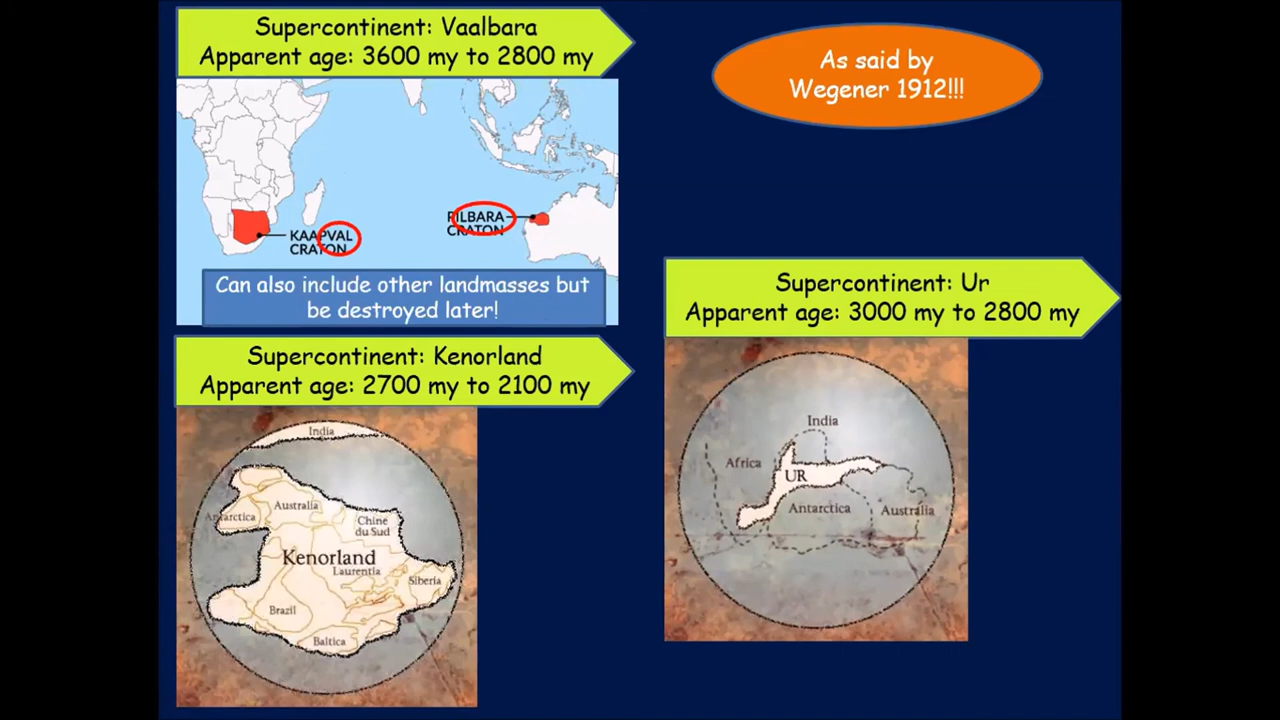 Supercontinent: Vaalbara
Apparent age: 3600 my to 2800 my
As said by
Wegener 1912!!!
KAAPVAL
CRATON
PILBARA
CRATON
Can also include other landmasses but
be destroyed later!
Supercontinent: Ur
Apparent age: 3000 my to 2800 my
Supercontinent: Kenorland
Apparent age: 2700 my to 2100 my
India
Antarctica
Australia
Chine
du Sud
Kenorland
Laurentia
Siberia
Brazil
Baltica
India
Africa
UR
Antarctica
Australia